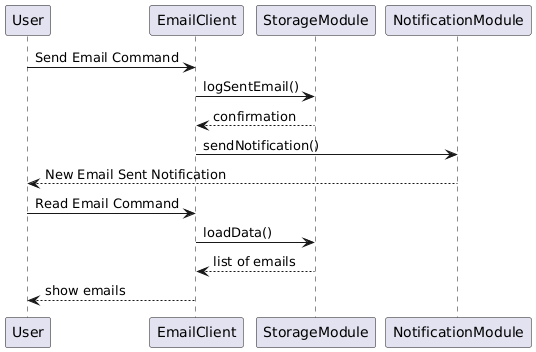 User EmailClient StorageModule NotificationModule
Send Email Command
logSentEmail()
confirmation
sendNotification()
New Email Sent Notification
Read Email Command
loadData()
list of emails
show emails
User EmailClient StorageModule NotificationModule